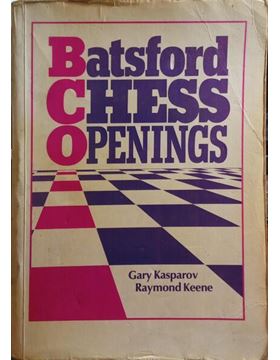 Batsford
CHESS
OPENINGS
Gary Kasparov
Raymond Keene